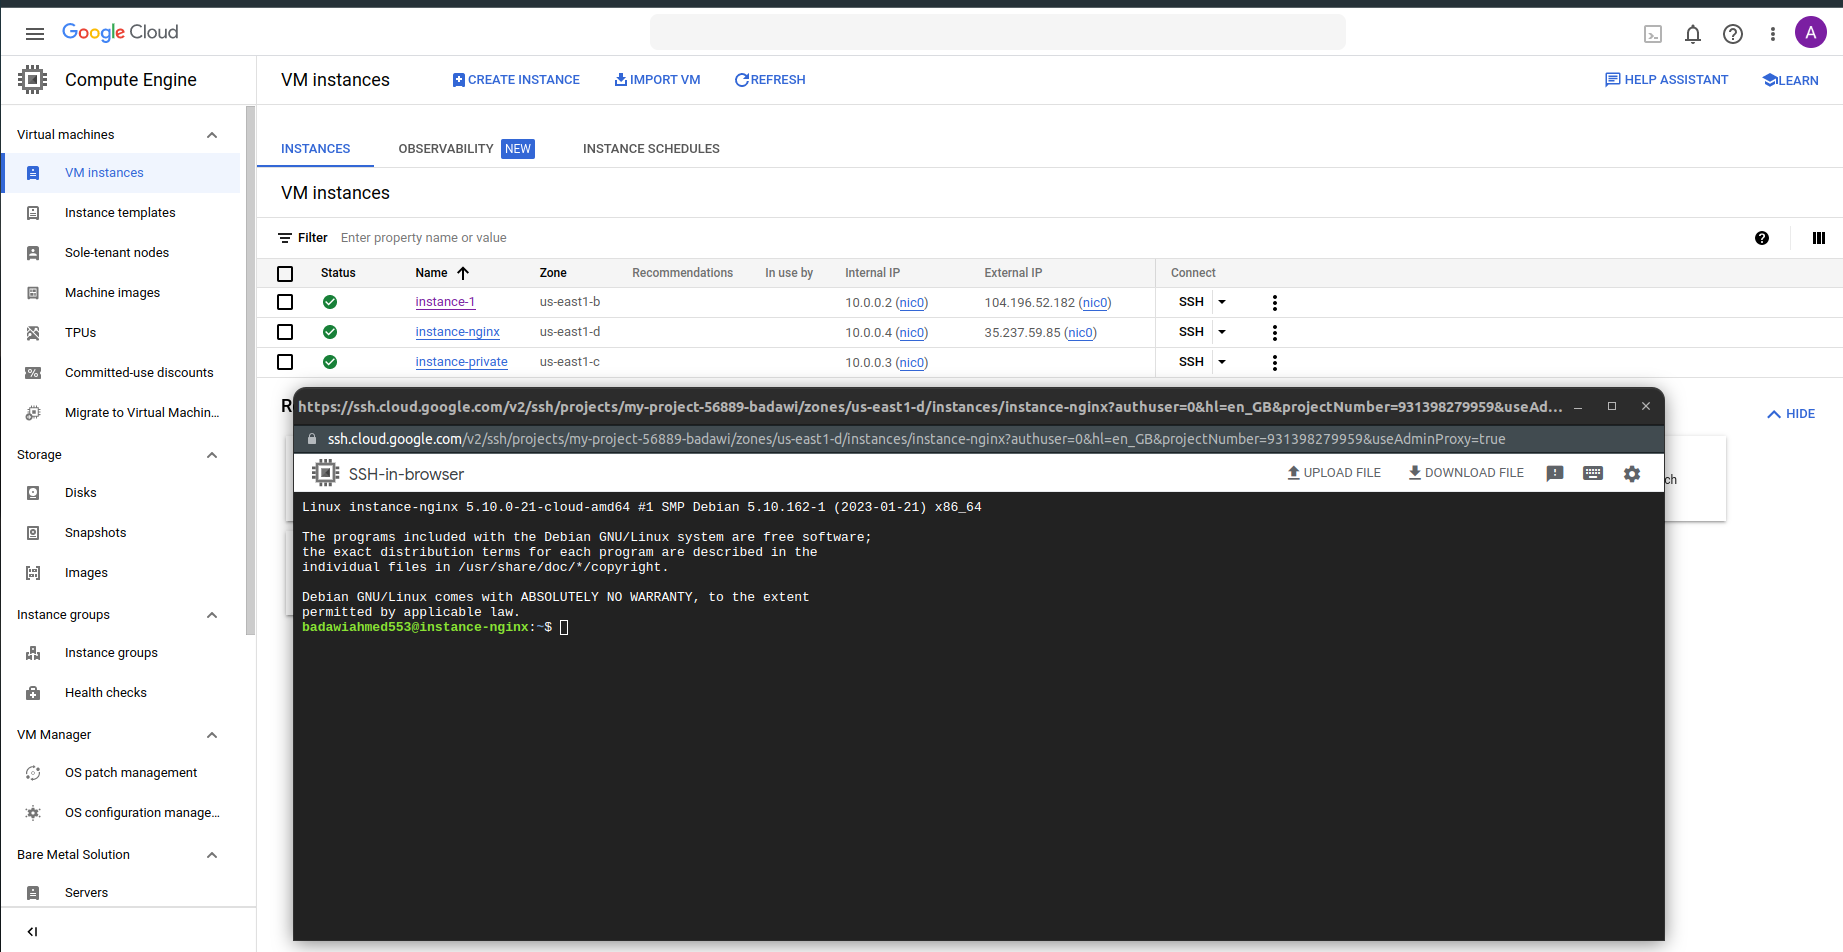 Google Cloud
A
Compute Engine
VM instances
CREATE INSTANCE
IMPORT VM
REFRESH
HELP ASSISTANT
LEARN
Virtual machines
VM instances
Instance templates
Sole-tenant nodes
Machine images
TPUs
Committed-use discounts
Migrate to Virtual Machin...
Storage
Disks
Snapshots
Images
Instance groups
Instance groups
Health checks
VM Manager
OS patch management
OS configuration manage...
Bare Metal Solution
Servers
INSTANCES
OBSERVABILITY NEW
INSTANCE SCHEDULES
VM instances
Filter Enter property name or value
Status Name Zone Recommendations In use by Internal IP External IP Connect
instance-1 us-east1-b 10.0.0.2 (nic0) 104.196.52.182 (nic0) SSH
instance-nginx us-east1-d 10.0.0.4 (nic0) 35.237.59.85 (nic0) SSH
instance-private us-east1-c 10.0.0.3 (nic0) SSH
R
HIDE
https://ssh.cloud.google.com/v2/ssh/projects/my-project-56889-badawi/zones/us-east1-d/instances/instance-nginx?authuser=0&hl=en_GB&projectNumber=931398279959&useAd...
ssh.cloud.google.com/v2/ssh/projects/my-project-56889-badawi/zones/us-east1-d/instances/instance-nginx?authuser=0&hl=en_GB&projectNumber=931398279959&useAdminProxy=true
SSH-in-browser
UPLOAD FILE
DOWNLOAD FILE
ch
Linux instance-nginx 5.10.0-21-cloud-amd64 #1 SMP Debian 5.10.162-1 (2023-01-21) x86_64
The programs included with the Debian GNU/Linux system are free software;
the exact distribution terms for each program are described in the
individual files in /usr/share/doc/*/copyright.
Debian GNU/Linux comes with ABSOLUTELY NO WARRANTY, to the extent
permitted by applicable law.
badawiahmed553@instance-nginx:~$